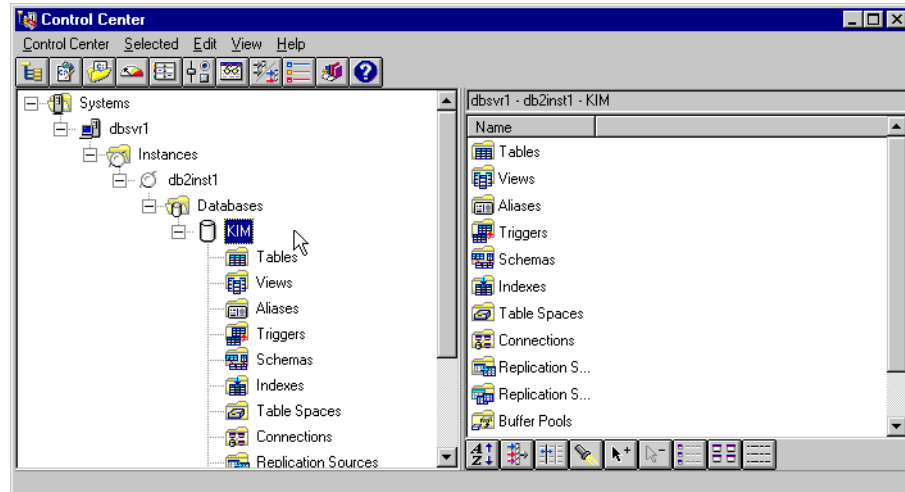 Control Center
Control Center Selected Edit View Help
Systems
dbsvr1
Instances
db2inst1
Databases
KIM
Tables
Views
Aliases
Triggers
Schemas
Indexes
Table Spaces
Connections
Replication Sources
dbsvr1 - db2inst1 - KIM
Name
Tables
Views
Aliases
Triggers
Schemas
Indexes
Table Spaces
Connections
Replication S...
Replication S...
Buffer Pools